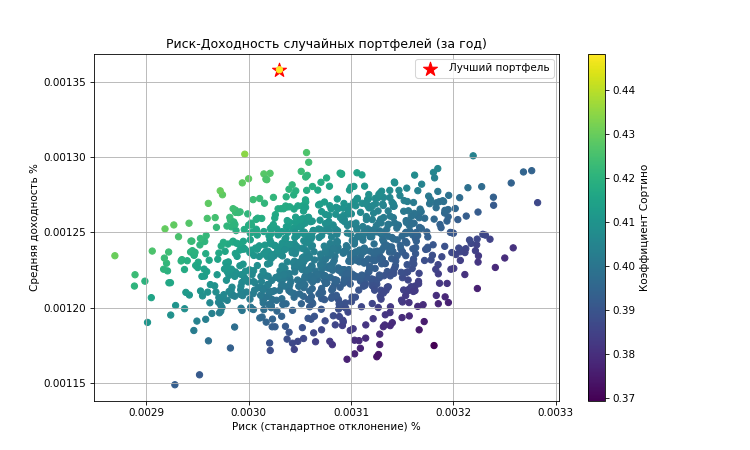 Риск-Доходность случайных портфелей (за год)
Лучший портфель
Средняя доходность %
0.00135
0.00130
0.00125
0.00120
0.00115
0.0029 0.0030 0.0031 0.0032 0.0033
Риск (стандартное отклонение) %
0.44
0.43
0.42
0.41
0.40
0.39
0.38
0.37
Коэффициент Сортино